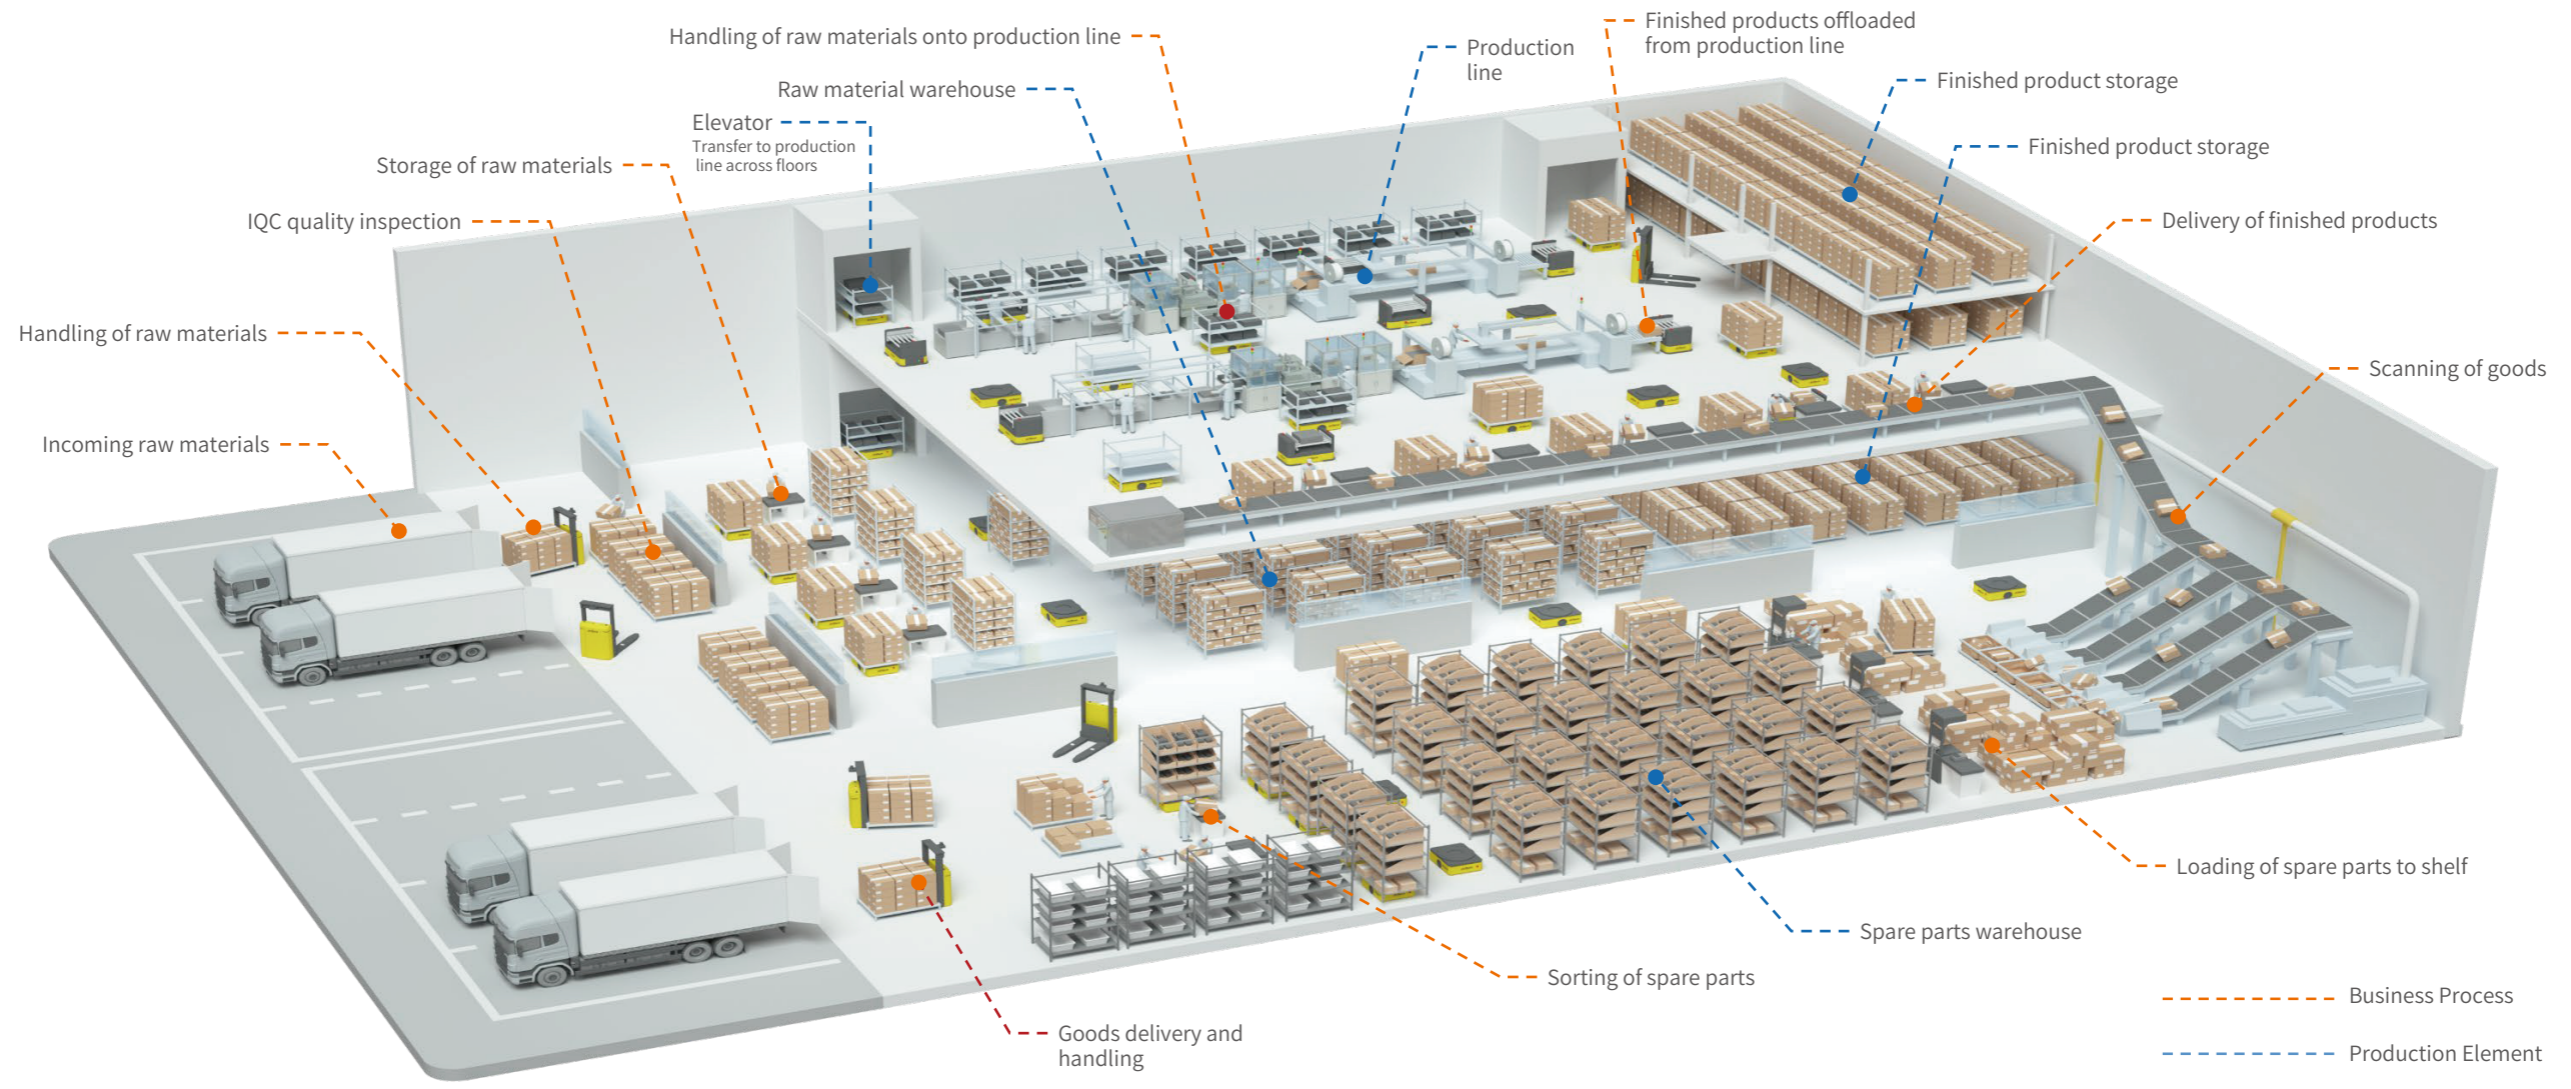 Handling of raw materials onto production line
Raw material warehouse
Elevator
Transfer to production
line across floors
Storage of raw materials
IQC quality inspection
Handling of raw materials
Incoming raw materials
Production
line
Finished products offloaded
from production line
Finished product storage
Finished product storage
Delivery of finished products
Scanning of goods
Loading of spare parts to shelf
Spare parts warehouse
Sorting of spare parts
Goods delivery and
handling
Business Process
Production Element